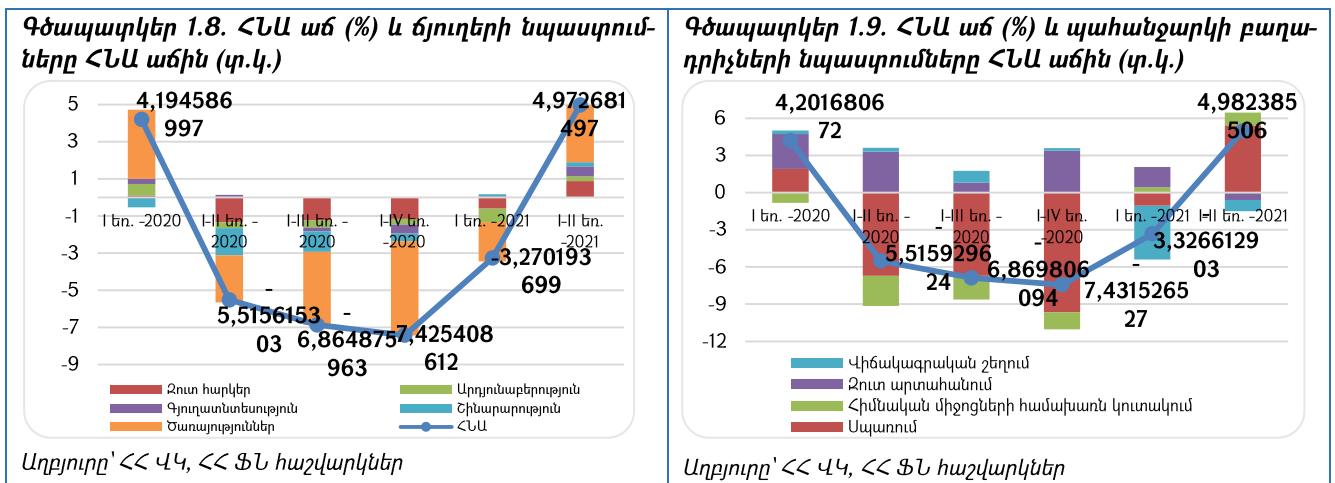 Գծապատկեր 1.8. ՀՆԱ աճ (%) և ճյուղերի նպաստում-
ները ՀՆԱ աճին (տ.կ.)
5
3
1
-1
-3
-5
-7
-9
4,194586
997
-
5,5156153
03
-
6,864875
963
7,425408
612
-3,270193
699
4,972681
497
I եռ. -2020
I-II եռ. -
2020
I-III եռ. -
2020
I-IV եռ.
-2020
I եռ. -2021
I-II եռ.
-2021
Զուտ հարկեր
Արդյունաբերություն
Գյուղատնտեսություն
Շինարարություն
Ծառայություններ
ՀՆԱ
Աղբյուրը՝ ՀՀ ՎԿ, ՀՀ ՖՆ հաշվարկներ
Գծապատկեր 1.9. ՀՆԱ աճ (%) և պահանջարկի բաղա-
դրիչների նպաստումները ՀՆԱ աճին (տ.կ.)
6
3
0
-3
-6
-9
-12
4,2016806
72
-
5,5159296
24
-
6,869806
094
-
7,4315265
27
-
3,3266129
03
4,982385
506
I եռ. -2020
I-II եռ. -
2020
I-III եռ. -
2020
I-IV եռ.
-2020
I եռ. -2021
I-II եռ. -2021
Վիճակագրական շեղում
Զուտ արտահանում
Հիմնական միջոցների համախառն կուտակում
Սպառում
Աղբյուրը՝ ՀՀ ՎԿ, ՀՀ ՖՆ հաշվարկներ